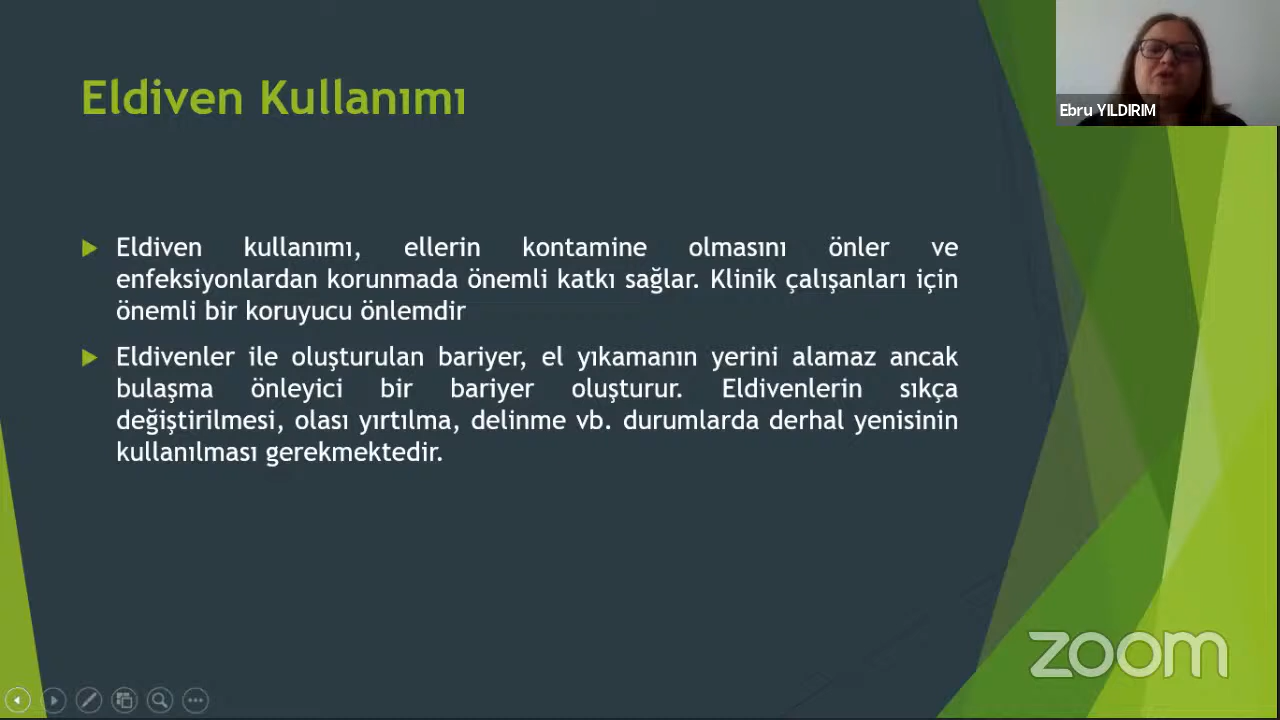 Eldiven Kullanımı
Ebru YILDIRIM
Eldiven kullanımı, ellerin kontamine olmasını önler ve
enfeksiyonlardan korunmada önemli katkı sağlar. Klinik çalışanları için
önemli bir koruyucu önlemdir
Eldivenler ile oluşturulan bariyer, el yıkamanın yerini alamaz ancak
bulaşma önleyici bir bariyer oluşturur. Eldivenlerin sıkça
değiştirilmesi, olası yırtılma, delinme vb. durumlarda derhal yenisinin
kullanılması gerekmektedir.
zoom